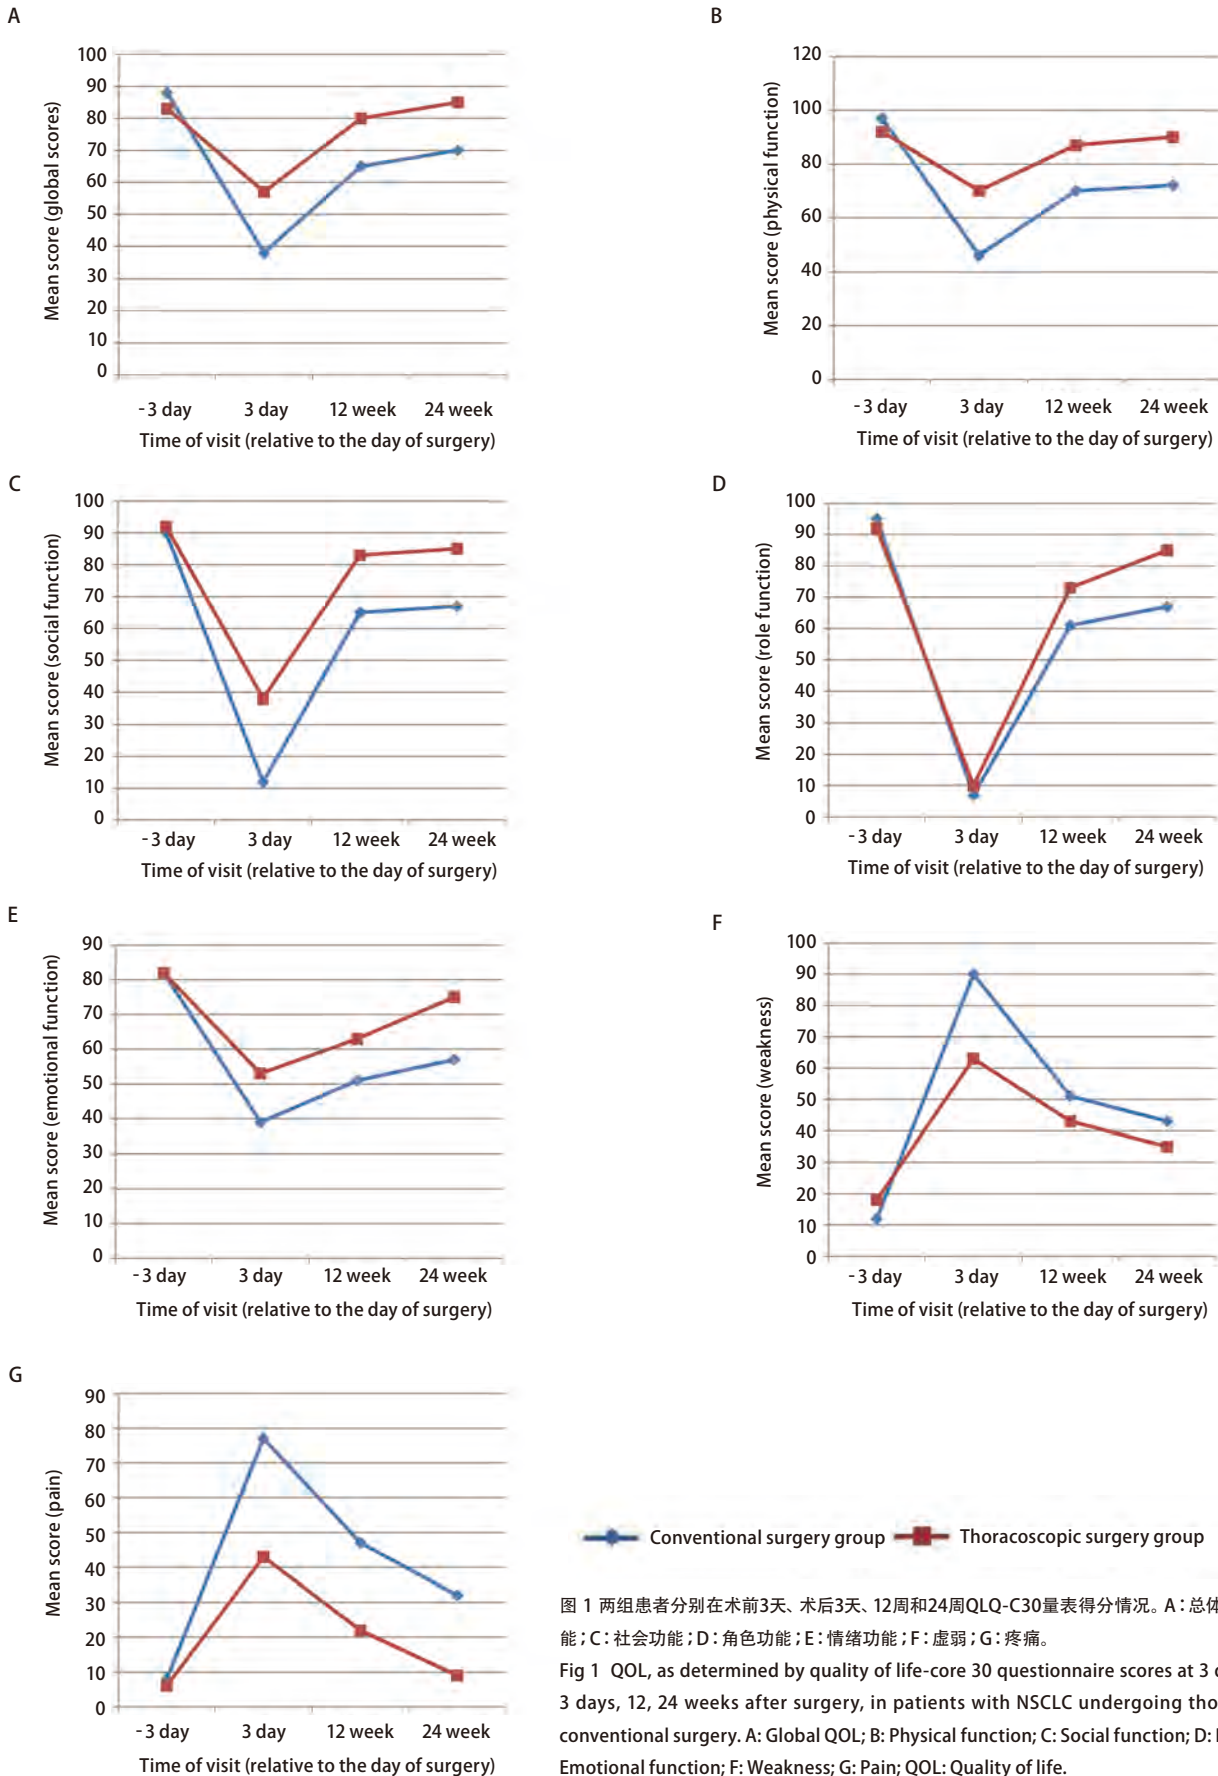 A
Mean score (global scores)
100
90
80
70
60
50
40
30
20
10
0
-3 day 3 day 12 week 24 week
Time of visit (relative to the day of surgery)
B
Mean score (physical function)
120
100
80
60
40
20
0
-3 day 3 day 12 week 24 week
Time of visit (relative to the day of surgery)
C
Mean score (social function)
100
90
80
70
60
50
40
30
20
10
0
-3 day 3 day 12 week 24 week
Time of visit (relative to the day of surgery)
D
Mean score (role function)
100
90
80
70
60
50
40
30
20
10
0
-3 day 3 day 12 week 24 week
Time of visit (relative to the day of surgery)
E
Mean score (emotional function)
90
80
70
60
50
40
30
20
10
0
-3 day 3 day 12 week 24 week
Time of visit (relative to the day of surgery)
F
Mean score (weakness)
100
90
80
70
60
50
40
30
20
10
0
-3 day 3 day 12 week 24 week
Time of visit (relative to the day of surgery)
G
Mean score (pain)
90
80
70
60
50
40
30
20
10
0
-3 day 3 day 12 week 24 week
Time of visit (relative to the day of surgery)
Conventional surgery group Thoracoscopic surgery group
图 1 两组患者分别在术前3天、术后3天、12周和24周QLQ-C30量表得分情况。A：总体
能；C：社会功能；D：角色功能；E：情绪功能；F：虚弱；G：疼痛。
Fig 1 QOL, as determined by quality of life-core 30 questionnaire scores at 3
3 days, 12, 24 weeks after surgery, in patients with NSCLC undergoing tho
conventional surgery. A: Global QOL; B: Physical function; C: Social function; D:
Emotional function; F: Weakness; G: Pain; QOL: Quality of life.